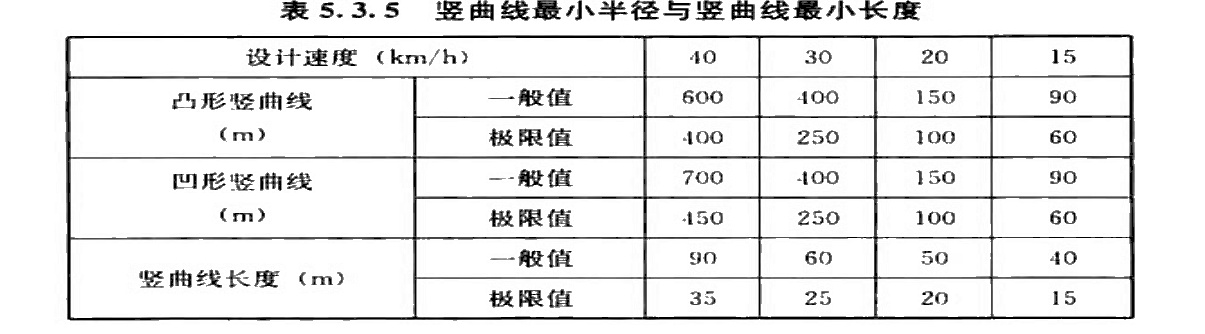 表 5.3.5 竖曲线最小半径与竖曲线最小长度
设计速度 (km/h) 40 30 20 15
凸形竖曲线 (m) 一般值 600 400 150 90
极限值 400 250 100 60
凹形竖曲线 (m) 一般值 700 400 150 90
极限值 450 250 100 60
竖曲线长度 (m) 一般值 90 60 50 40
极限值 35 25 20 15